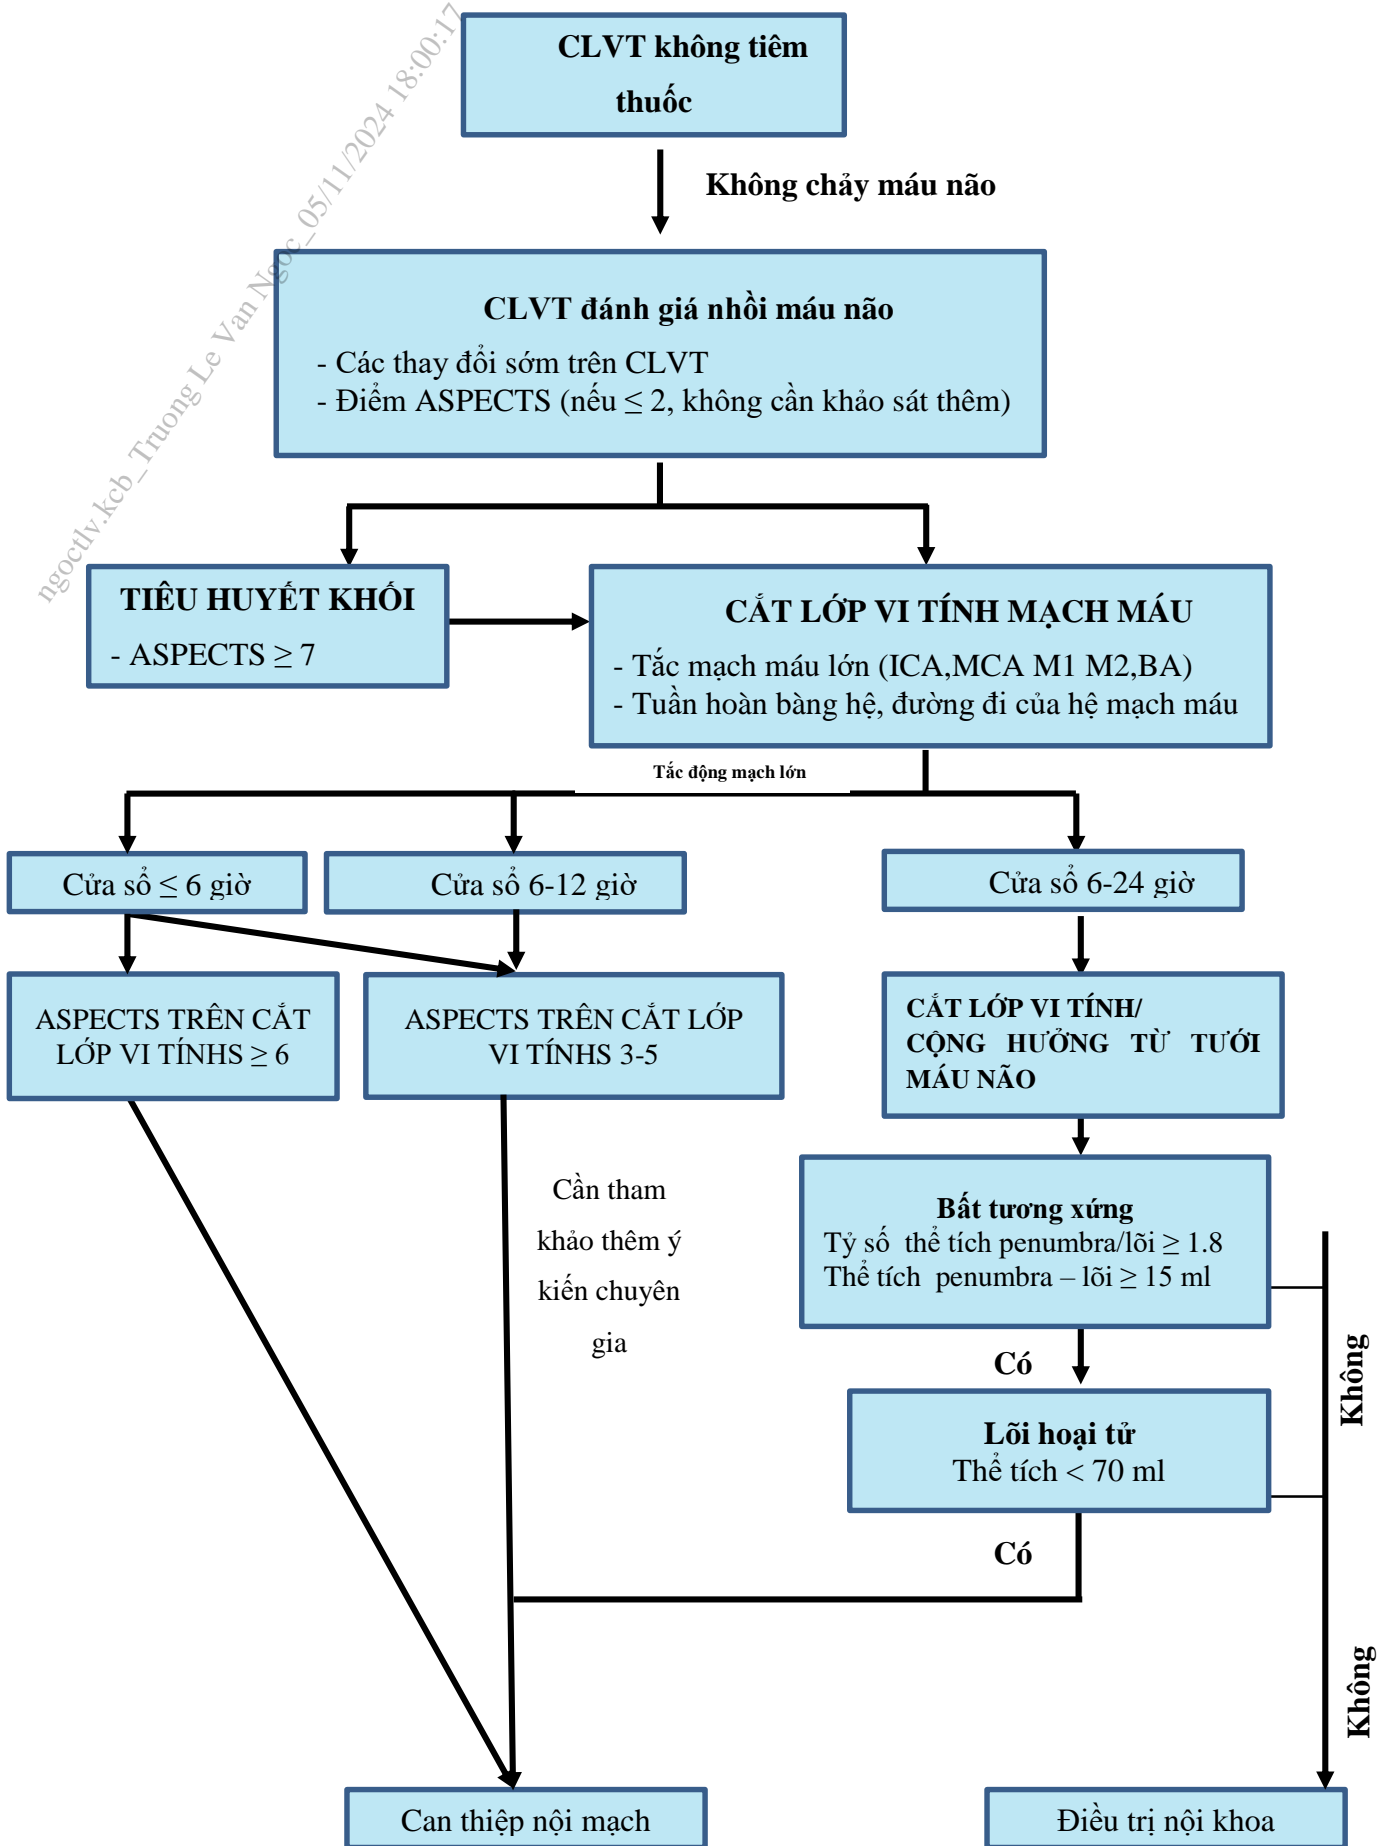 ngoctlv.kcb_Truong Le Van Ngoc_05/11/2024 18:00:17
CLVT không tiêm
thuốc
Không chảy máu não
CLVT đánh giá nhồi máu não
- Các thay đổi sớm trên CLVT
- Điểm ASPECTS (nếu ≤ 2, không cần khảo sát thêm)
TIÊU HUYẾT KHỐI
- ASPECTS ≥ 7
CẮT LỚP VI TÍNH MẠCH MÁU
- Tắc mạch máu lớn (ICA,MCA M1 M2,BA)
- Tuần hoàn bàng hệ, đường đi của hệ mạch máu
Tắc động mạch lớn
Cửa sổ ≤ 6 giờ
Cửa sổ 6-12 giờ
Cửa sổ 6-24 giờ
ASPECTS TRÊN CẮT
LỚP VI TÍNHS ≥ 6
ASPECTS TRÊN CẮT LỚP
VI TÍNHS 3-5
CẮT LỚP VI TÍNH/
CỘNG HƯỞNG TỪ TƯỚI
MÁU NÃO
Cần tham
khảo thêm ý
kiến chuyên
gia
Bất tương xứng
Tỷ số thể tích penumbra/lõi ≥ 1.8
Thể tích penumbra – lõi ≥ 15 ml
Có
Không
Lõi hoại tử
Thể tích < 70 ml
Có
Không
Can thiệp nội mạch
Điều trị nội khoa